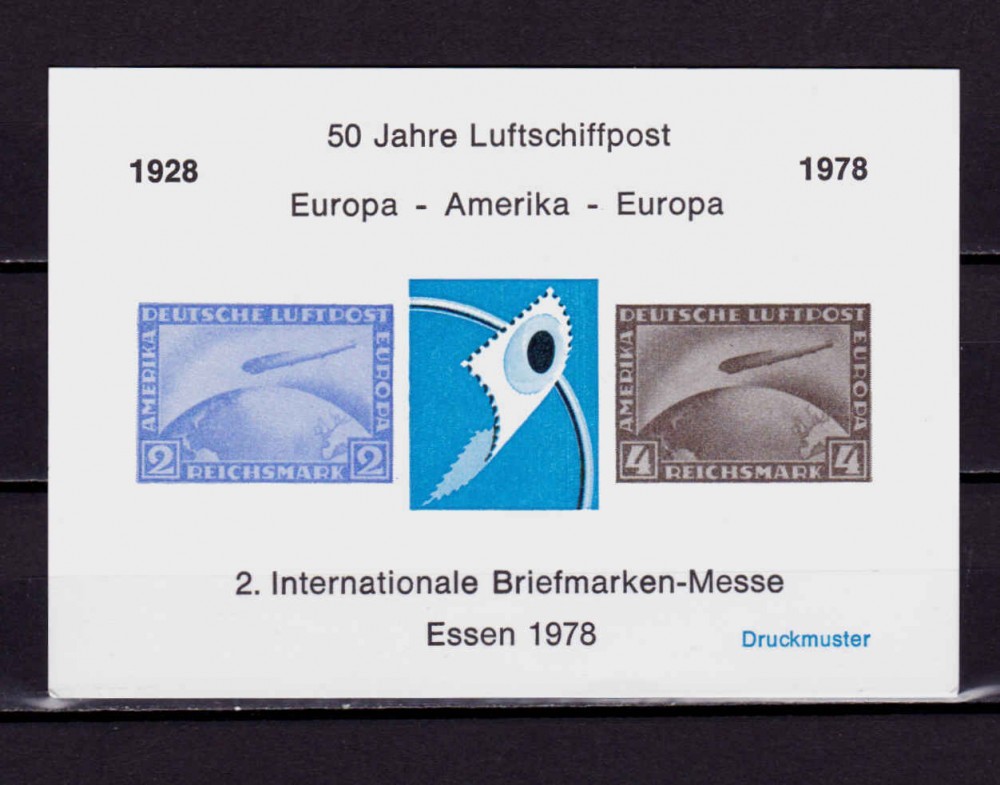 50 Jahre Luftschiffpost
1928
1978
Europa - Amerika - Europa
DEUTSCHE LUFTPOST
AMERIKA
EUROPA
2
2
REICHSMARK
DEUTSCHE LUFTPOST
AMERIKA
EUROPA
4
4
REICHSMARK
2. Internationale Briefmarken-Messe
Essen 1978
Druckmuster